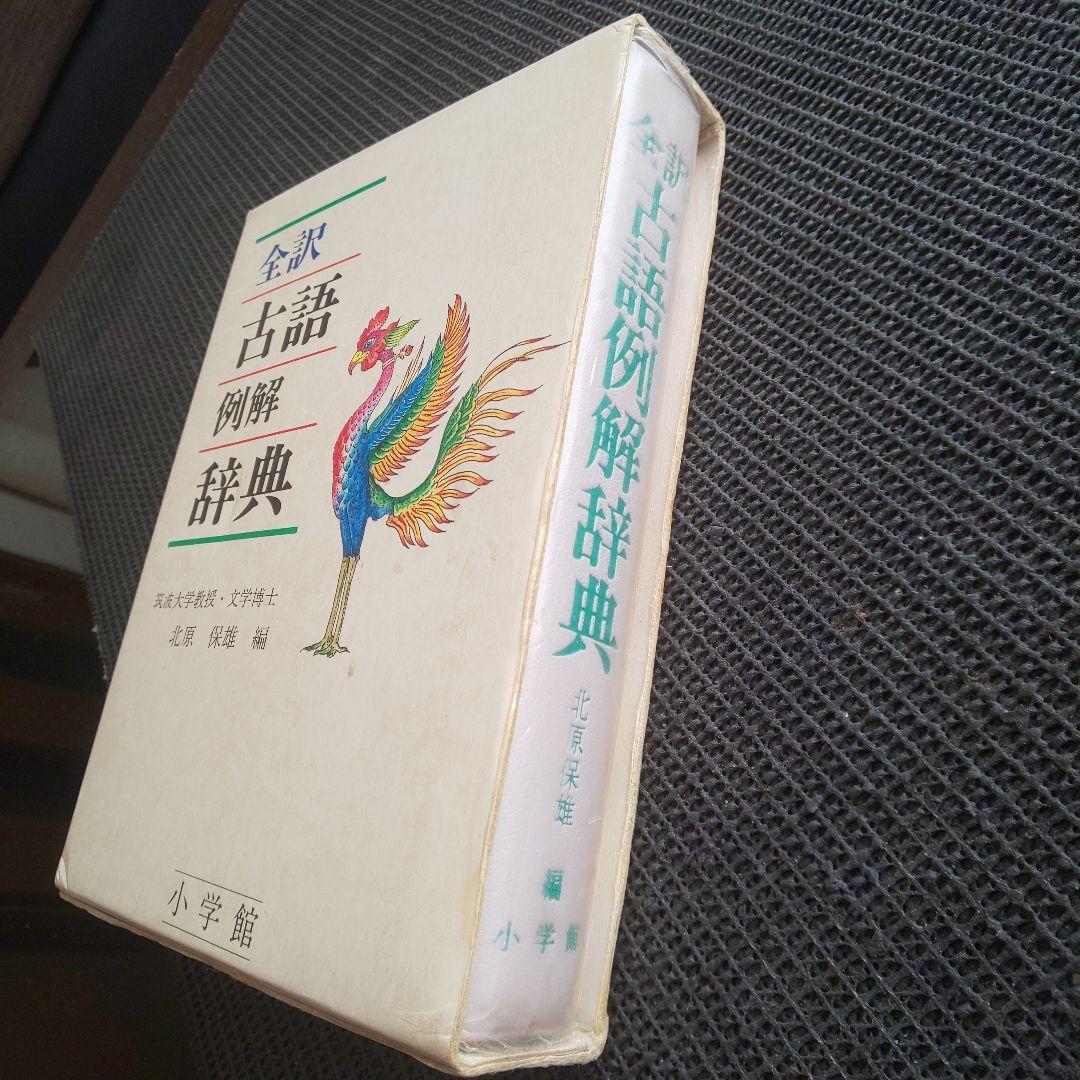 全訳
古語
例解
辞典
筑波大学教授・文学博士
北原 保雄 編
小学館
全訳
古語例解辞典
北原保雄 編
小学館